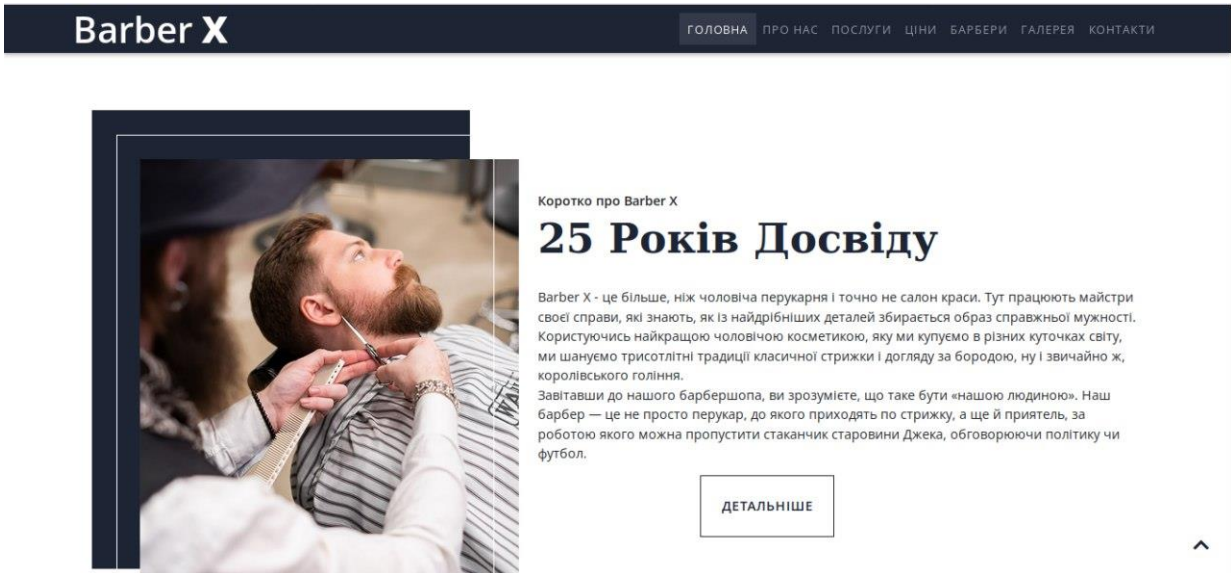 Barber X
ГОЛОВНА ПРО НАС ПОСЛУГИ ЦІНИ БАРБЕРИ ГАЛЕРЕЯ КОНТАКТИ
Коротко про Barber X
25 Років Досвіду
Barber X - це більше, ніж чоловіча перукарня і точно не салон краси. Тут працюють майстри
своєї справи, які знають, як із найдрібніших деталей збирається образ справжньої мужності.
Користуючись найкращою чоловічою косметикою, яку ми купуємо в різних куточках світу,
ми шануємо трисотлітні традиції класичної стрижки і догляду за бородою, ну і звичайно ж,
королівського гоління.
Завітавши до нашого барбершопа, ви зрозумієте, що таке бути «нашою людиною». Наш
барбер — це не просто перукар, до якого приходять по стрижку, а ще й приятель, за
роботою якого можна пропустити стаканчик старовини Джека, обговорюючи політику чи
футбол.
ДЕТАЛЬНІШЕ